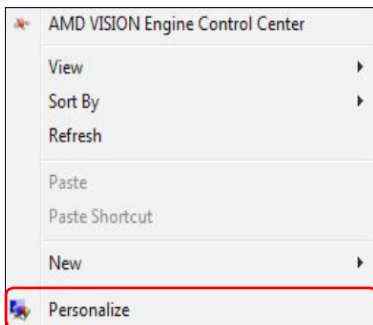 AMD VISION Engine Control Center
View
Sort By
Refresh
Paste
Paste Shortcut
New
Personalize